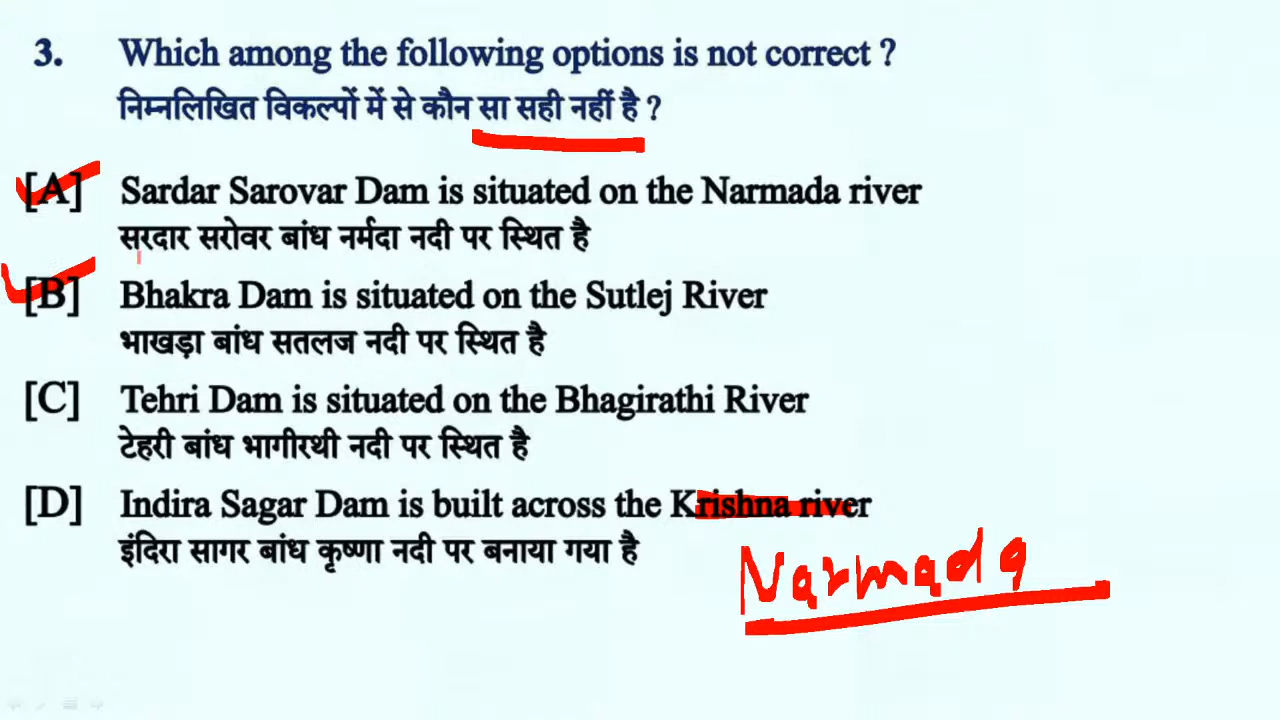 3. Which among the following options is not correct ?
निम्नलिखित विकल्पों में से कौन सा सही नहीं है ?
[A] Sardar Sarovar Dam is situated on the Narmada river
सरदार सरोवर बांध नर्मदा नदी पर स्थित है
[B] Bhakra Dam is situated on the Sutlej River
भाखड़ा बांध सतलज नदी पर स्थित है
[C] Tehri Dam is situated on the Bhagirathi River
टेहरी बांध भागीरथी नदी पर स्थित है
[D] Indira Sagar Dam is built across the Krishna river
इंदिरा सागर बांध कृष्णा नदी पर बनाया गया है
Narmada